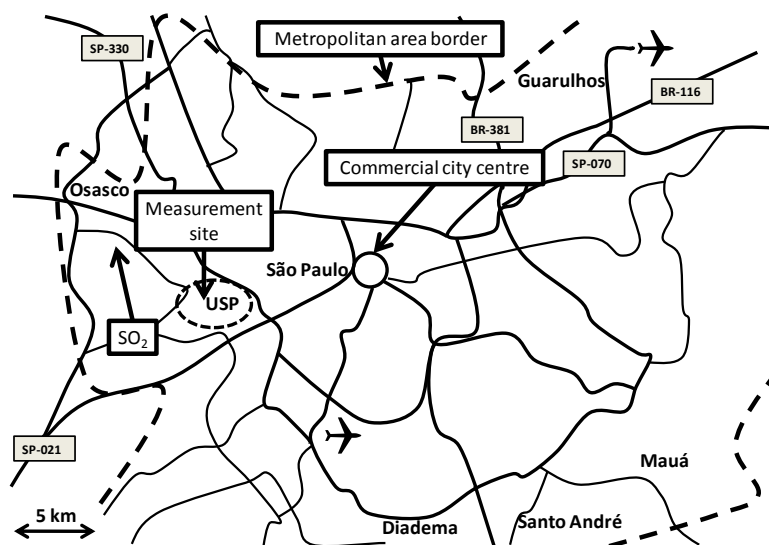 SP-330
Metropolitan area border
Guarulhos
BR-116
BR-381
Commercial city centre
SP-070
Osasco
Measurement
site
São Paulo
USP
SO₂
SP-021
5 km
Mauá
Diadema
Santo André